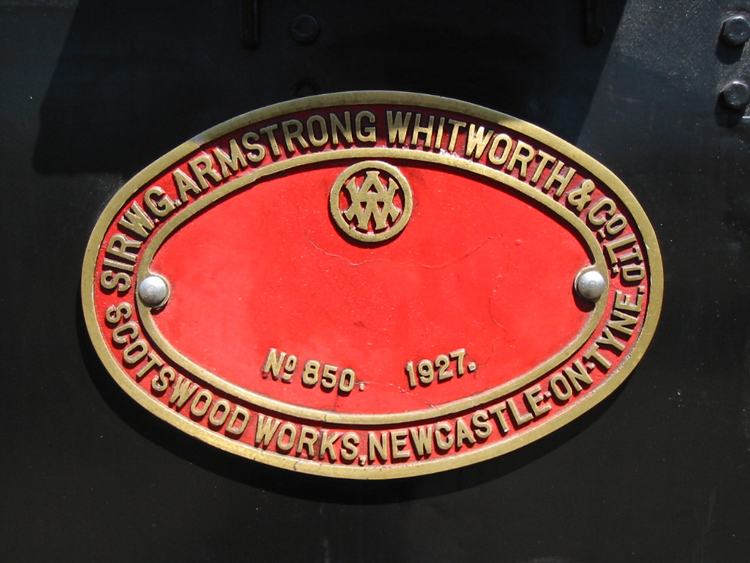 SIR W.G. ARMSTRONG WHITWORTH & CO LTD.
AW
No 850. 1927.
SCOTSWOOD WORKS, NEWCASTLE-ON-TYNE.